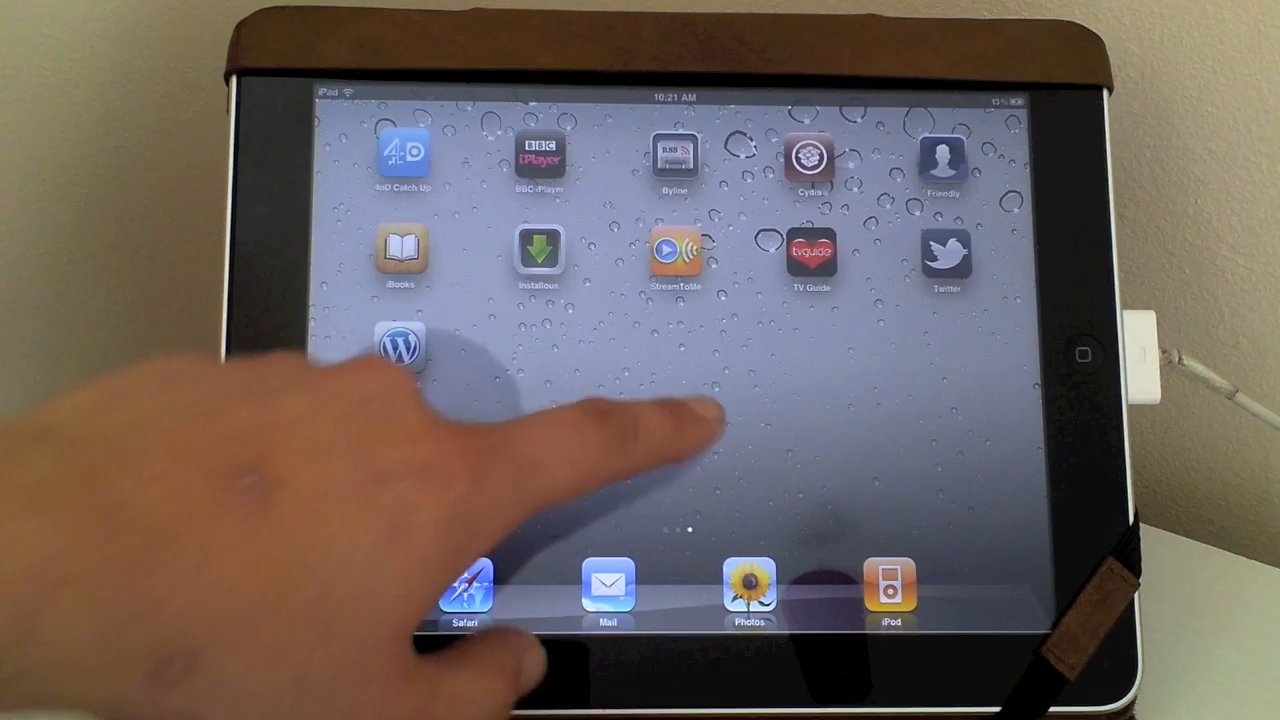 iPad
10:21 AM
13%
4oD Catch Up
BBC iPlayer
BBC iPlayer
RSS
Byline
Cydia
Friendly
iBooks
Installous
StreamToMe
tvguide
TV Guide
Twitter
Safari
Mail
Photos
iPod